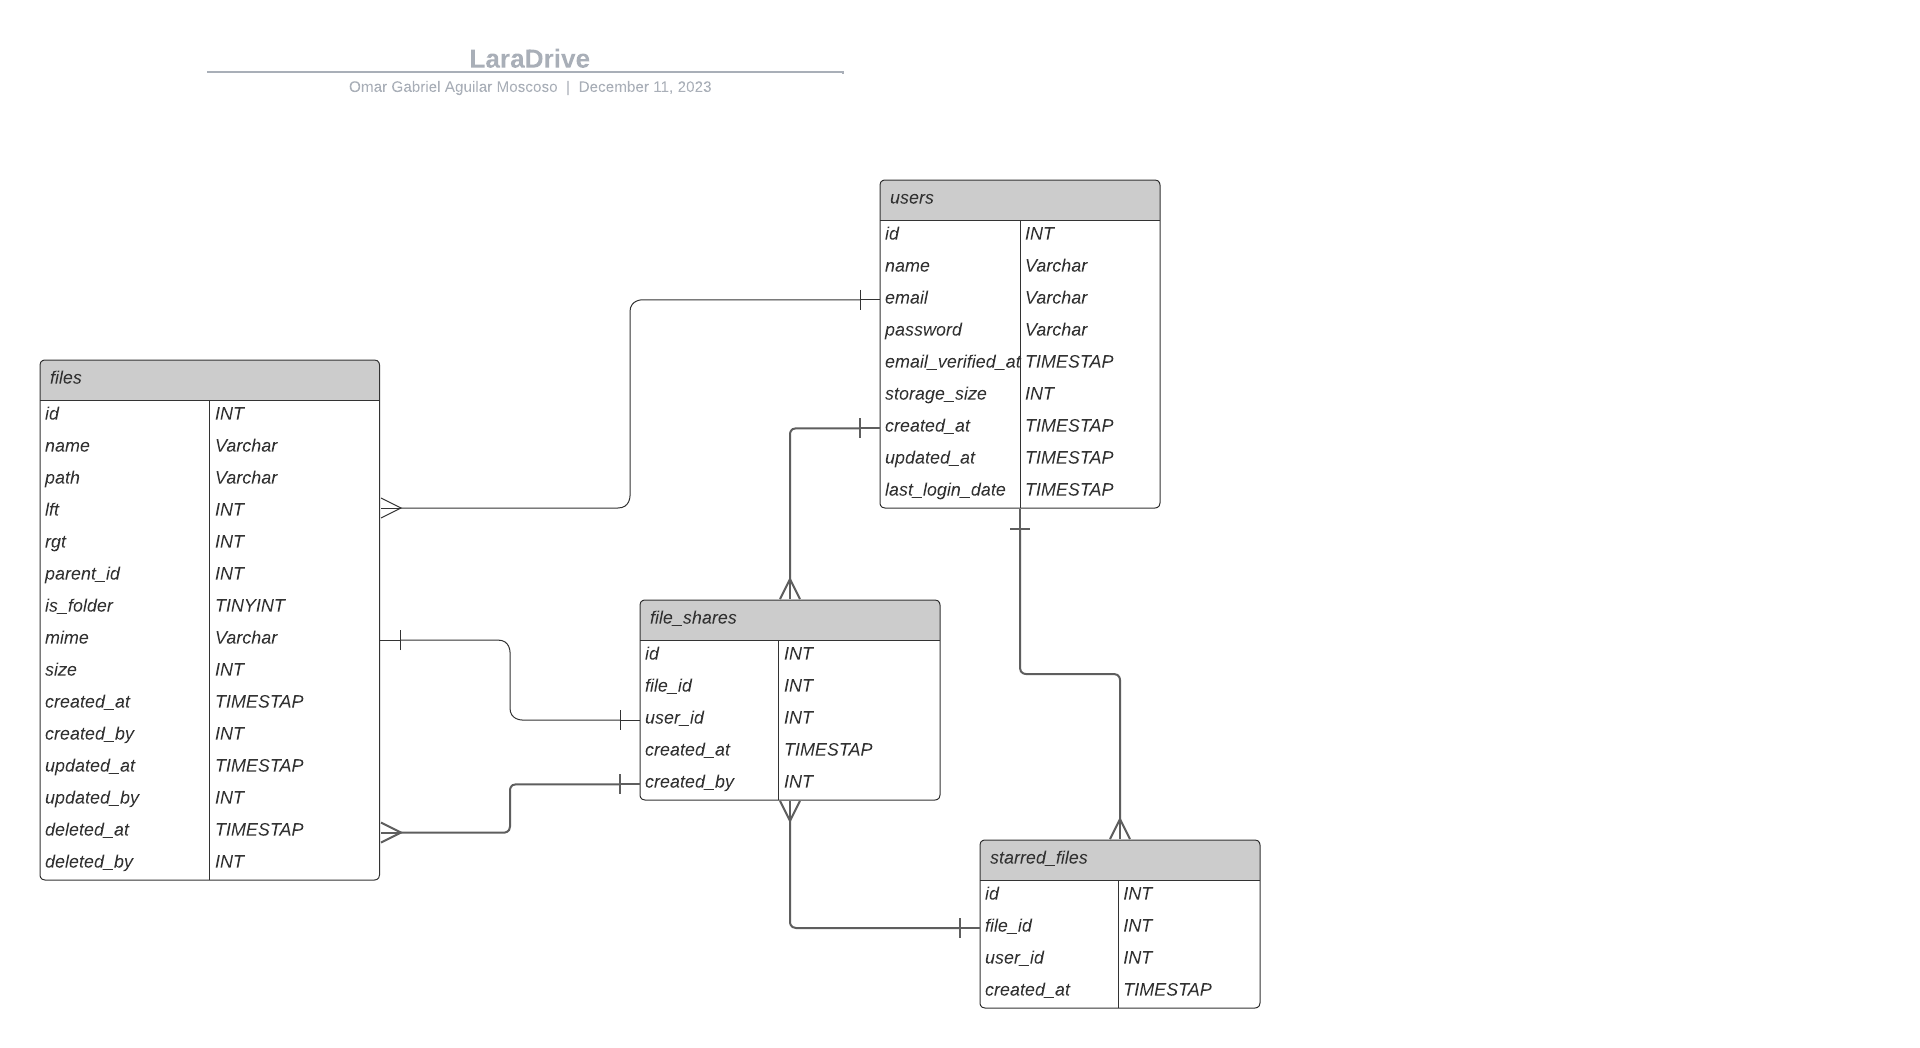 LaraDrive
Omar Gabriel Aguilar Moscoso | December 11, 2023
users
id INT
name Varchar
email Varchar
password Varchar
email_verified_at TIMESTAP
storage_size INT
created_at TIMESTAP
updated_at TIMESTAP
last_login_date TIMESTAP
files
id INT
name Varchar
path Varchar
lft INT
rgt INT
parent_id INT
is_folder TINYINT
mime Varchar
size INT
created_at TIMESTAP
created_by INT
updated_at TIMESTAP
updated_by INT
deleted_at TIMESTAP
deleted_by INT
file_shares
id INT
file_id INT
user_id INT
created_at TIMESTAP
created_by INT
starred_files
id INT
file_id INT
user_id INT
created_at TIMESTAP